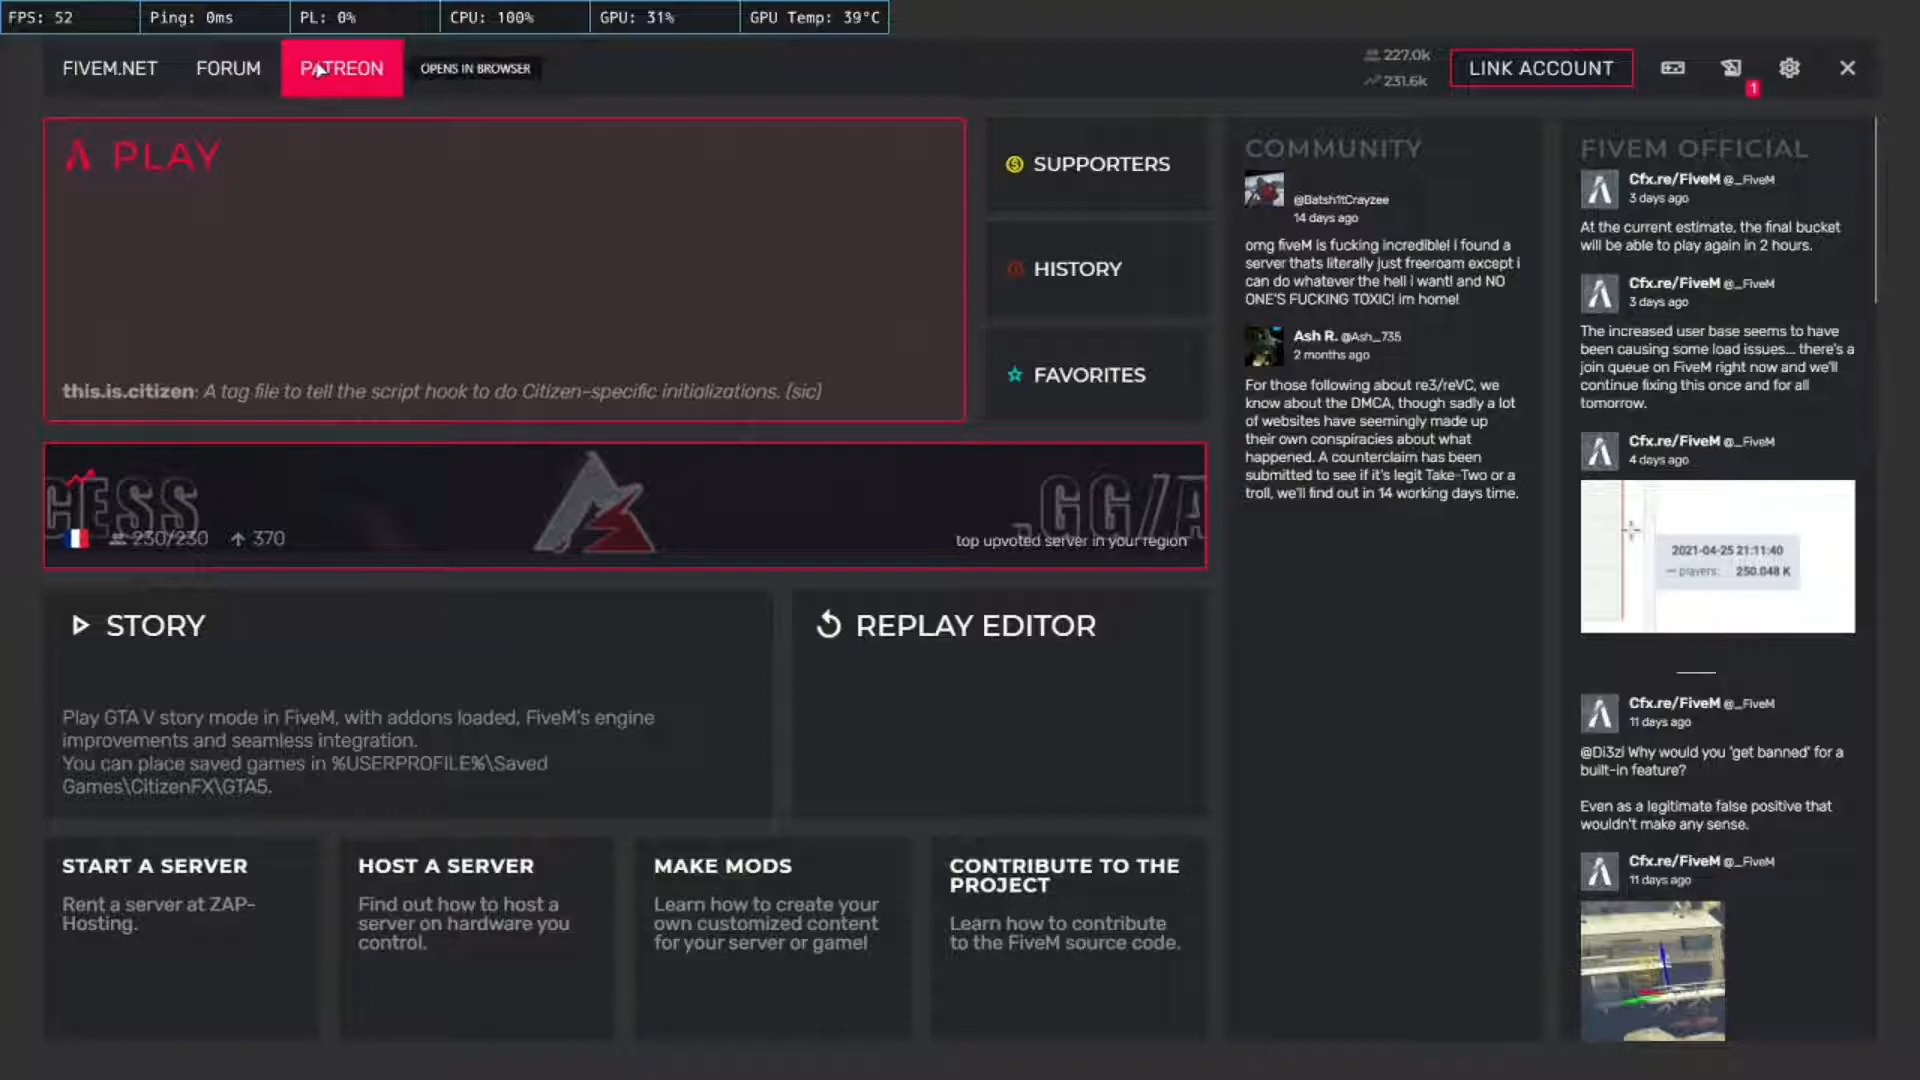 FPS: 52
Ping: 0ms
PL: 0%
CPU: 100%
GPU: 31%
GPU Temp: 39°C
FIVEM.NET
FORUM
PATREON
OPENS IN BROWSER
227.0k
231.6k
LINK ACCOUNT
1
PLAY
this.is.citizen: A tag file to tell the script hook to do Citizen-specific initializations. [sic]
SUPPORTERS
HISTORY
FAVORITES
CESS
.GG/A
230/230
370
top upvoted server in your region
STORY
Play GTA V story mode in FiveM, with addons loaded, FiveM's engine
improvements and seamless integration.
You can place saved games in %USERPROFILE%\Saved
Games\CitizenFX\GTA5.
REPLAY EDITOR
START A SERVER
Rent a server at ZAP-
Hosting.
HOST A SERVER
Find out how to host a
server on hardware you
control.
MAKE MODS
Learn how to create your
own customized content
for your server or game!
CONTRIBUTE TO THE
PROJECT
Learn how to contribute
to the FiveM source code.
COMMUNITY
@Batsh1tCrayzee
14 days ago
omg fiveM is fucking incredible! i found a
server thats literally just freeroam except i
can do whatever the hell i want! and NO
ONE'S FUCKING TOXIC! im home!
Ash R. @Ash_735
2 months ago
For those following about re3/reVC, we
know about the DMCA, though sadly a lot
of websites have seemingly made up
their own conspiracies about what
happened. A counterclaim has been
submitted to see if it's legit Take-Two or a
troll, we'll find out in 14 working days time.
FIVEM OFFICIAL
Cfx.re/FiveM @_FiveM
3 days ago
At the current estimate, the final bucket
will be able to play again in 2 hours.
Cfx.re/FiveM @_FiveM
3 days ago
The increased user base seems to have
been causing some load issues... there's a
join queue on FiveM right now and we'll
continue fixing this once and for all
tomorrow.
Cfx.re/FiveM @_FiveM
4 days ago
2021-04-25 21:11:40
players: 250.048 K
Cfx.re/FiveM @_FiveM
11 days ago
@Di3zi Why would you 'get banned' for a
built-in feature?
Even as a legitimate false positive that
wouldn't make any sense.
Cfx.re/FiveM @_FiveM
11 days ago